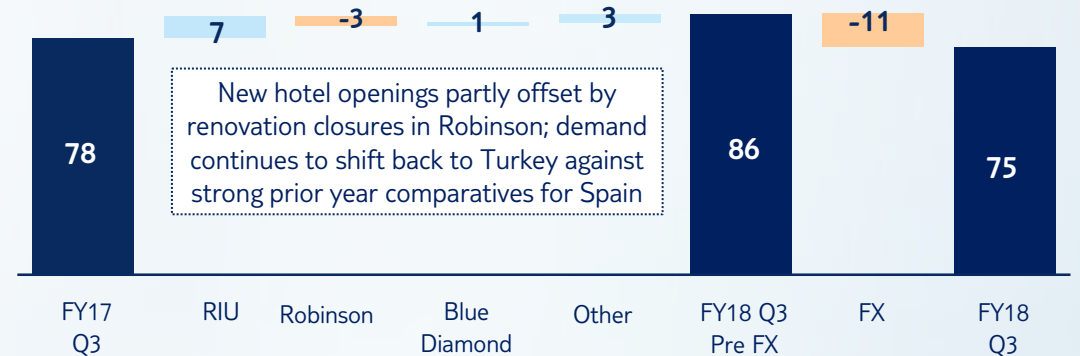 7
-3
1
3
-11
New hotel openings partly offset by
renovation closures in Robinson; demand
continues to shift back to Turkey against
strong prior year comparatives for Spain
78
86
75
FY17
Q3
RIU
Robinson
Blue
Diamond
Other
FY18 Q3
Pre FX
FX
FY18
Q3